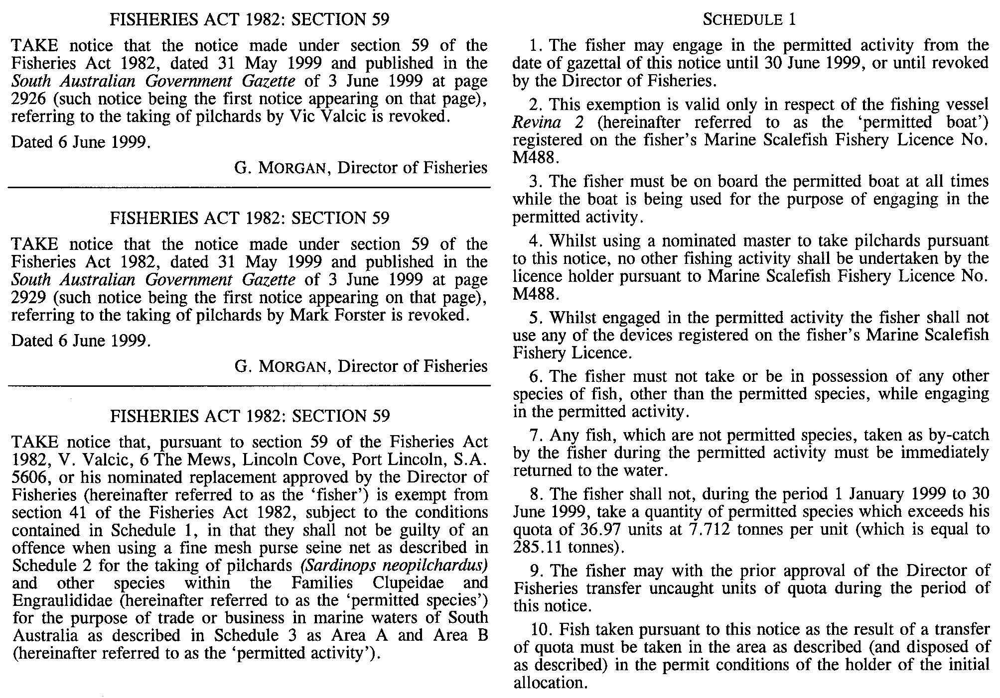 FISHERIES ACT 1982: SECTION 59
TAKE notice that the notice made under section 59 of the
Fisheries Act 1982, dated 31 May 1999 and published in the
South Australian Government Gazette of 3 June 1999 at page
2926 (such notice being the first notice appearing on that page),
referring to the taking of pilchards by Vic Valcic is revoked.
Dated 6 June 1999.
G. MORGAN, Director of Fisheries
FISHERIES ACT 1982: SECTION 59
TAKE notice that the notice made under section 59 of the
Fisheries Act 1982, dated 31 May 1999 and published in the
South Australian Government Gazette of 3 June 1999 at page
2929 (such notice being the first notice appearing on that page),
referring to the taking of pilchards by Mark Forster is revoked.
Dated 6 June 1999.
G. MORGAN, Director of Fisheries
FISHERIES ACT 1982: SECTION 59
TAKE notice that, pursuant to section 59 of the Fisheries Act
1982, V. Valcic, 6 The Mews, Lincoln Cove, Port Lincoln, S.A.
5606, or his nominated replacement approved by the Director of
Fisheries (hereinafter referred to as the ‘fisher’) is exempt from
section 41 of the Fisheries Act 1982, subject to the conditions
contained in Schedule 1, in that they shall not be guilty of an
offence when using a fine mesh purse seine net as described in
Schedule 2 for the taking of pilchards (Sardinops neopilchardus)
and other species within the Families Clupeidae and
Engraulididae (hereinafter referred to as the ‘permitted species’)
for the purpose of trade or business in marine waters of South
Australia as described in Schedule 3 as Area A and Area B
(hereinafter referred to as the ‘permitted activity’).
SCHEDULE 1
1. The fisher may engage in the permitted activity from the
date of gazettal of this notice until 30 June 1999, or until revoked
by the Director of Fisheries.
2. This exemption is valid only in respect of the fishing vessel
Revina 2 (hereinafter referred to as the ‘permitted boat’)
registered on the fisher’s Marine Scalefish Fishery Licence No.
M488.
3. The fisher must be on board the permitted boat at all times
while the boat is being used for the purpose of engaging in the
permitted activity.
4. Whilst using a nominated master to take pilchards pursuant
to this notice, no other fishing activity shall be undertaken by the
licence holder pursuant to Marine Scalefish Fishery Licence No.
M488.
5. Whilst engaged in the permitted activity the fisher shall not
use any of the devices registered on the fisher’s Marine Scalefish
Fishery Licence.
6. The fisher must not take or be in possession of any other
species of fish, other than the permitted species, while engaging
in the permitted activity.
7. Any fish, which are not permitted species, taken as by-catch
by the fisher during the permitted activity must be immediately
returned to the water.
8. The fisher shall not, during the period 1 January 1999 to 30
June 1999, take a quantity of permitted species which exceeds his
quota of 36.97 units at 7.712 tonnes per unit (which is equal to
285.11 tonnes).
9. The fisher may with the prior approval of the Director of
Fisheries transfer uncaught units of quota during the period of
this notice.
10. Fish taken pursuant to this notice as the result of a transfer
of quota must be taken in the area as described (and disposed of
as described) in the permit conditions of the holder of the initial
allocation.